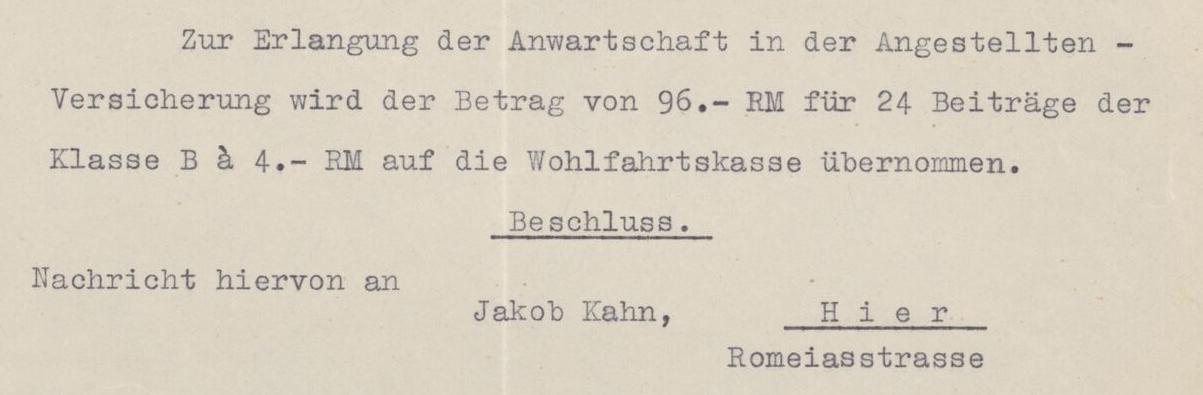 Zur Erlangung der Anwartschaft in der Angestellten -
Versicherung wird der Betrag von 96.- RM für 24 Beiträge der
Klasse B à 4.- RM auf die Wohlfahrtskasse übernommen.
Beschluss.
Nachricht hiervon an
Jakob Kahn, H i e r
Romeiasstrasse